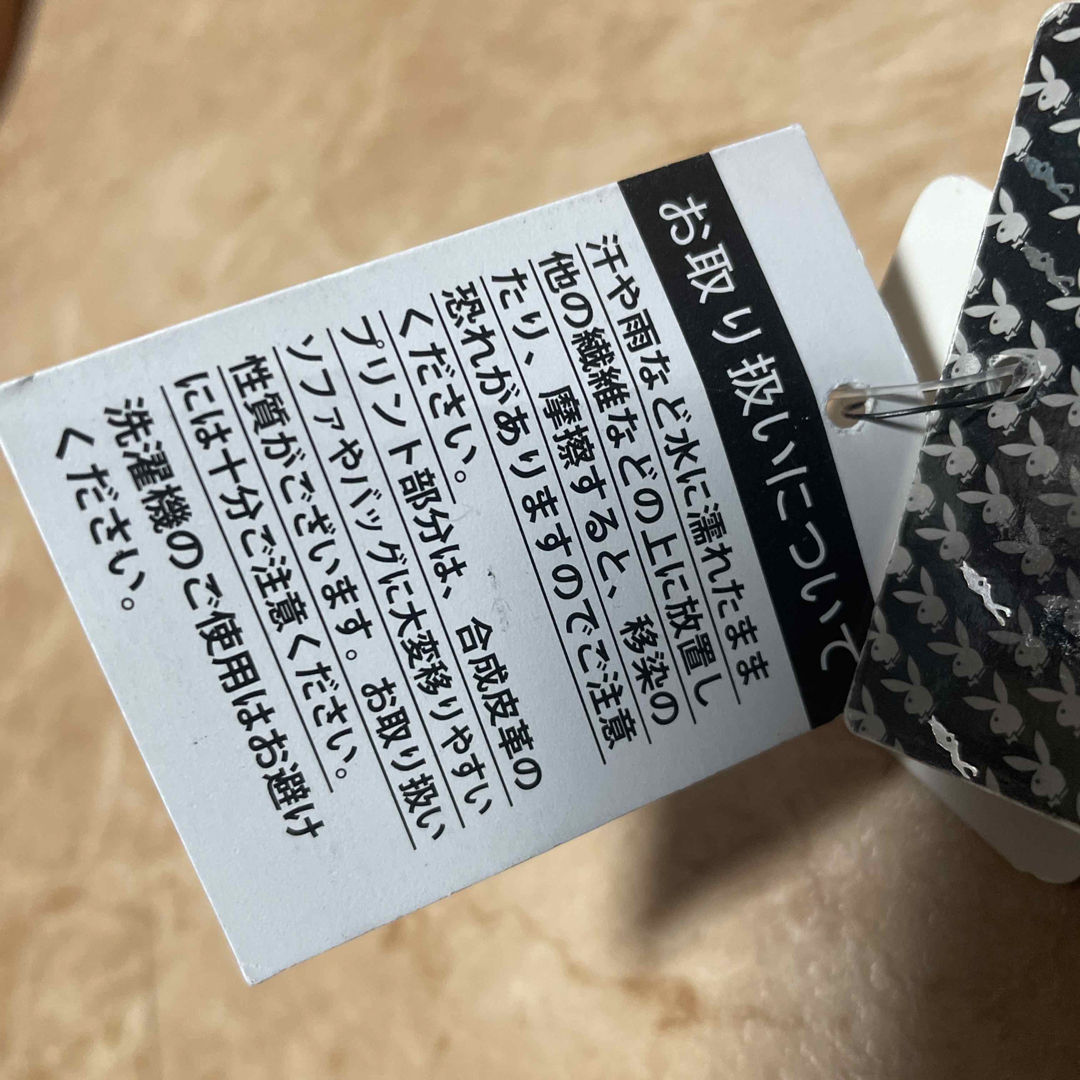 お取り扱いについて
汗や雨など水に濡れたまま
他の繊維などの上に放置し
たり、摩擦すると、移染の
恐れがありますのでご注意
ください。
プリント部分は、合成皮革の
ソファやバッグに大変移りやすい
性質がございます。お取り扱い
には十分ご注意ください。
洗濯機のご使用はお避け
ください。